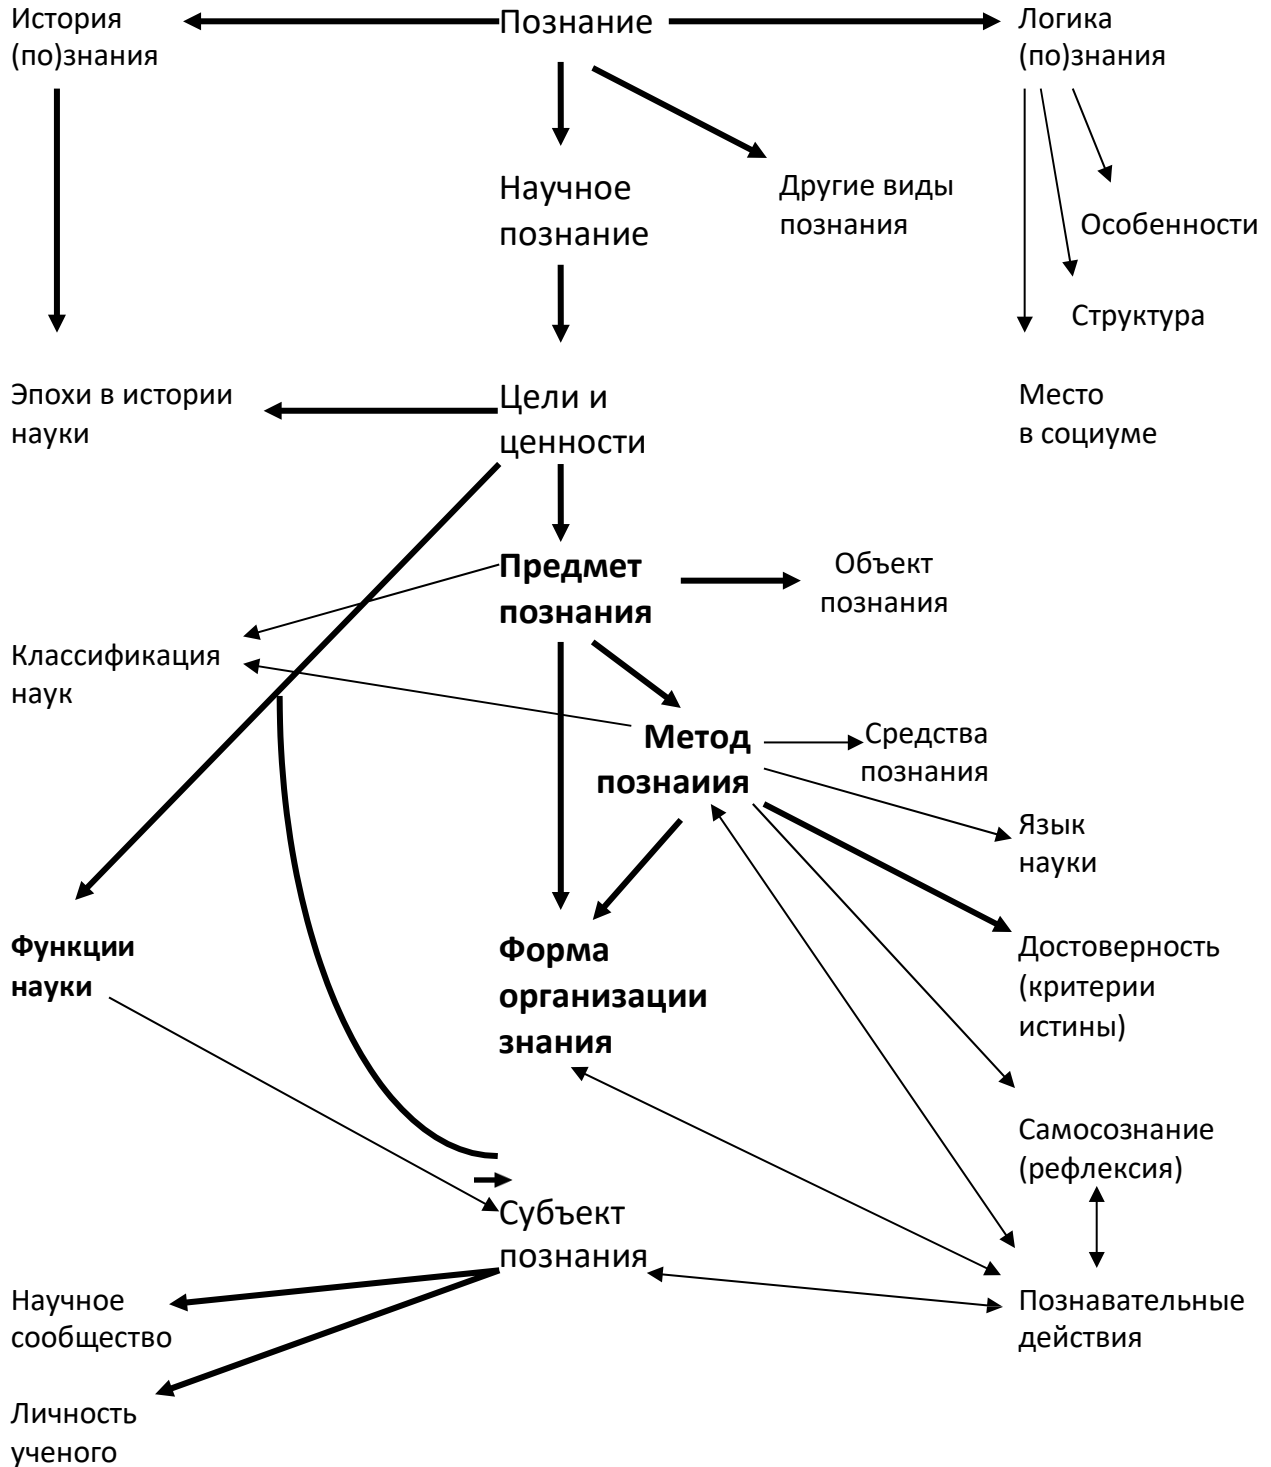 История
(по)знания
Познание
Логика
(по)знания
Научное
познание
Другие виды
познания
Особенности
Структура
Эпохи в истории
науки
Цели и
ценности
Место
в социуме
Предмет
познания
Объект
познания
Классификация
наук
Метод
познаиия
Средства
познания
Язык
науки
Функции
науки
Форма
организации
знания
Достоверность
(критерии
истины)
Самосознание
(рефлексия)
Субъект
познания
Научное
сообщество
Познавательные
действия
Личность
ученого